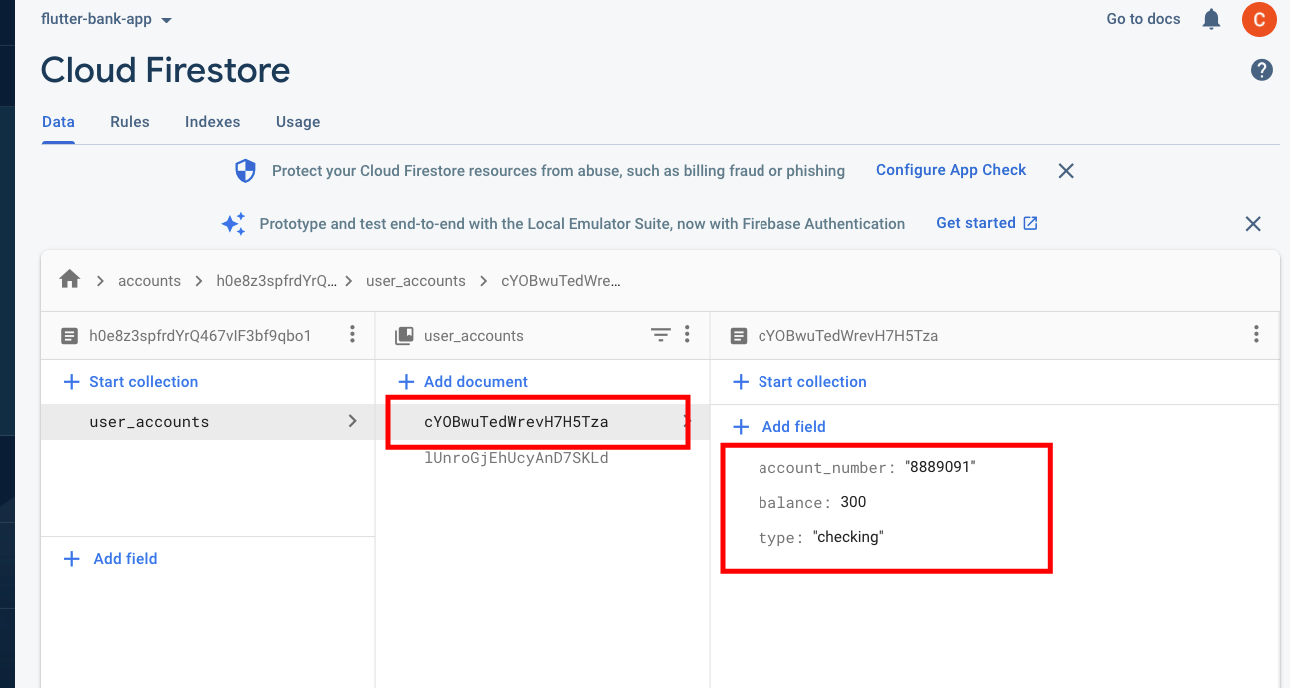 flutter-bank-app
Go to docs
C
Cloud Firestore
?
Data Rules Indexes Usage
Protect your Cloud Firestore resources from abuse, such as billing fraud or phishing Configure App Check
Prototype and test end-to-end with the Local Emulator Suite, now with Firebase Authentication Get started
accounts h0e8z3spfrdYrQ... user_accounts cYOBwuTedWre...
h0e8z3spfrdYrQ467vIF3bf9qbo1
Start collection
user_accounts
Add field
user_accounts
Add document
cYOBwuTedWrevH7H5Tza
lUnroGjEhUcyAnD7SKLd
cYOBwuTedWrevH7H5Tza
Start collection
Add field
account_number: "8889091"
balance: 300
type: "checking"